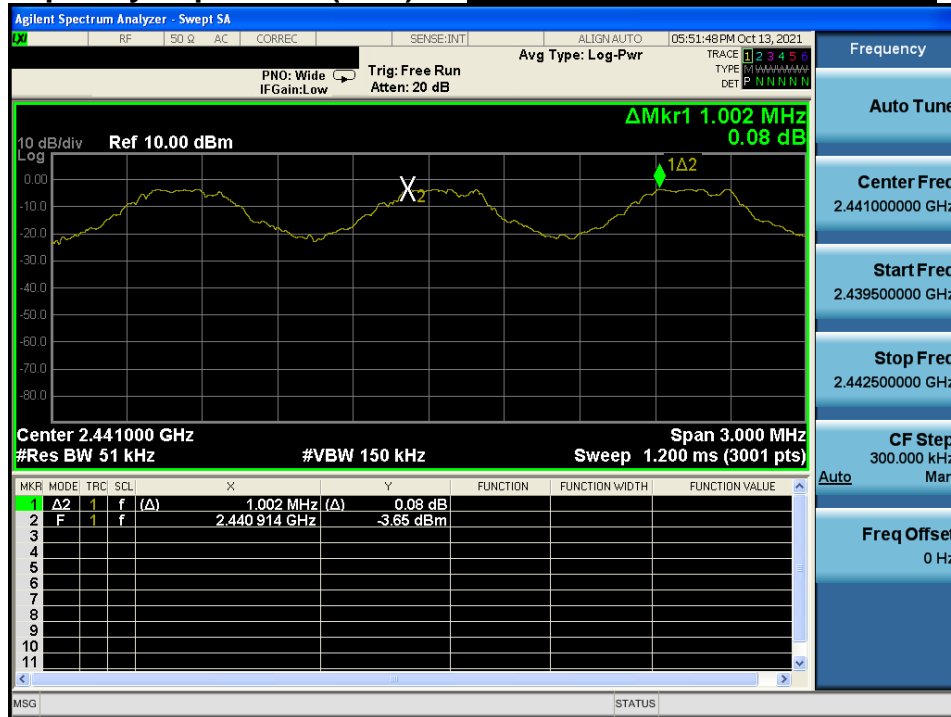 Agilent Spectrum Analyzer - Swept SA
LXI RF 50 Ω AC CORREC SENSE:INT ALIGN AUTO 05:51:48 PM Oct 13, 2021
Avg Type: Log-Pwr
TRACE 1 2 3 4 5 6
PNO: Wide Trig: Free Run
TYPE M WWWWW
IFGain:Low Atten: 20 dB
DET P N N N N N
ΔMkr1 1.002 MHz
0.08 dB
10 dB/div Ref 10.00 dBm
Log
1Δ2
0.00
X2
-10.0
-20.0
-30.0
-40.0
-50.0
-60.0
-70.0
-80.0
Center 2.441000 GHz Span 3.000 MHz
#Res BW 51 kHz #VBW 150 kHz Sweep 1.200 ms (3001 pts)
MKR MODE TRC SCL X Y FUNCTION FUNCTION WIDTH FUNCTION VALUE
1 Δ2 1 f (Δ) 1.002 MHz (Δ) 0.08 dB
2 F 1 f 2.440 914 GHz -3.65 dBm
3
4
5
6
7
8
9
10
11
MSG STATUS
Frequency
Auto Tune
Center Freq
2.441000000 GHz
Start Freq
2.439500000 GHz
Stop Freq
2.442500000 GHz
CF Step
300.000 kHz
Auto Man
Freq Offset
0 Hz